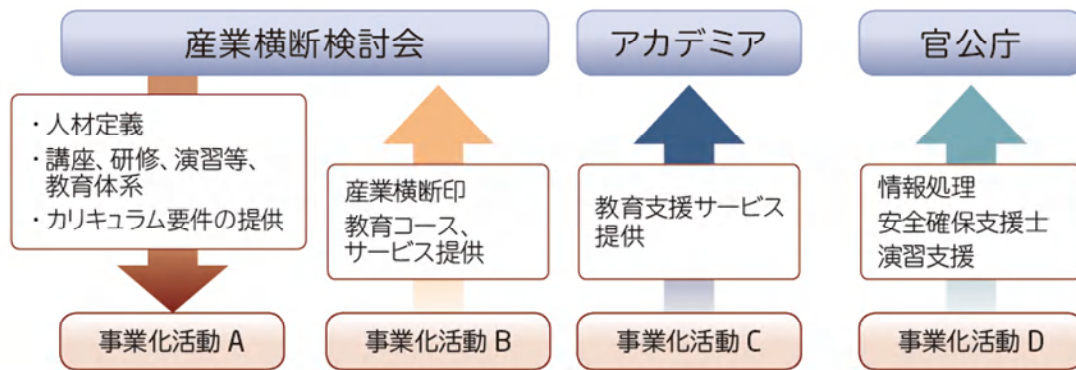 産業横断検討会
アカデミア
官公庁
・人材定義
・講座、研修、演習等、
教育体系
・カリキュラム要件の提供
産業横断印
教育コース、
サービス提供
教育支援サービス
提供
情報処理
安全確保支援士
演習支援
事業化活動 A
事業化活動 B
事業化活動 C
事業化活動 D